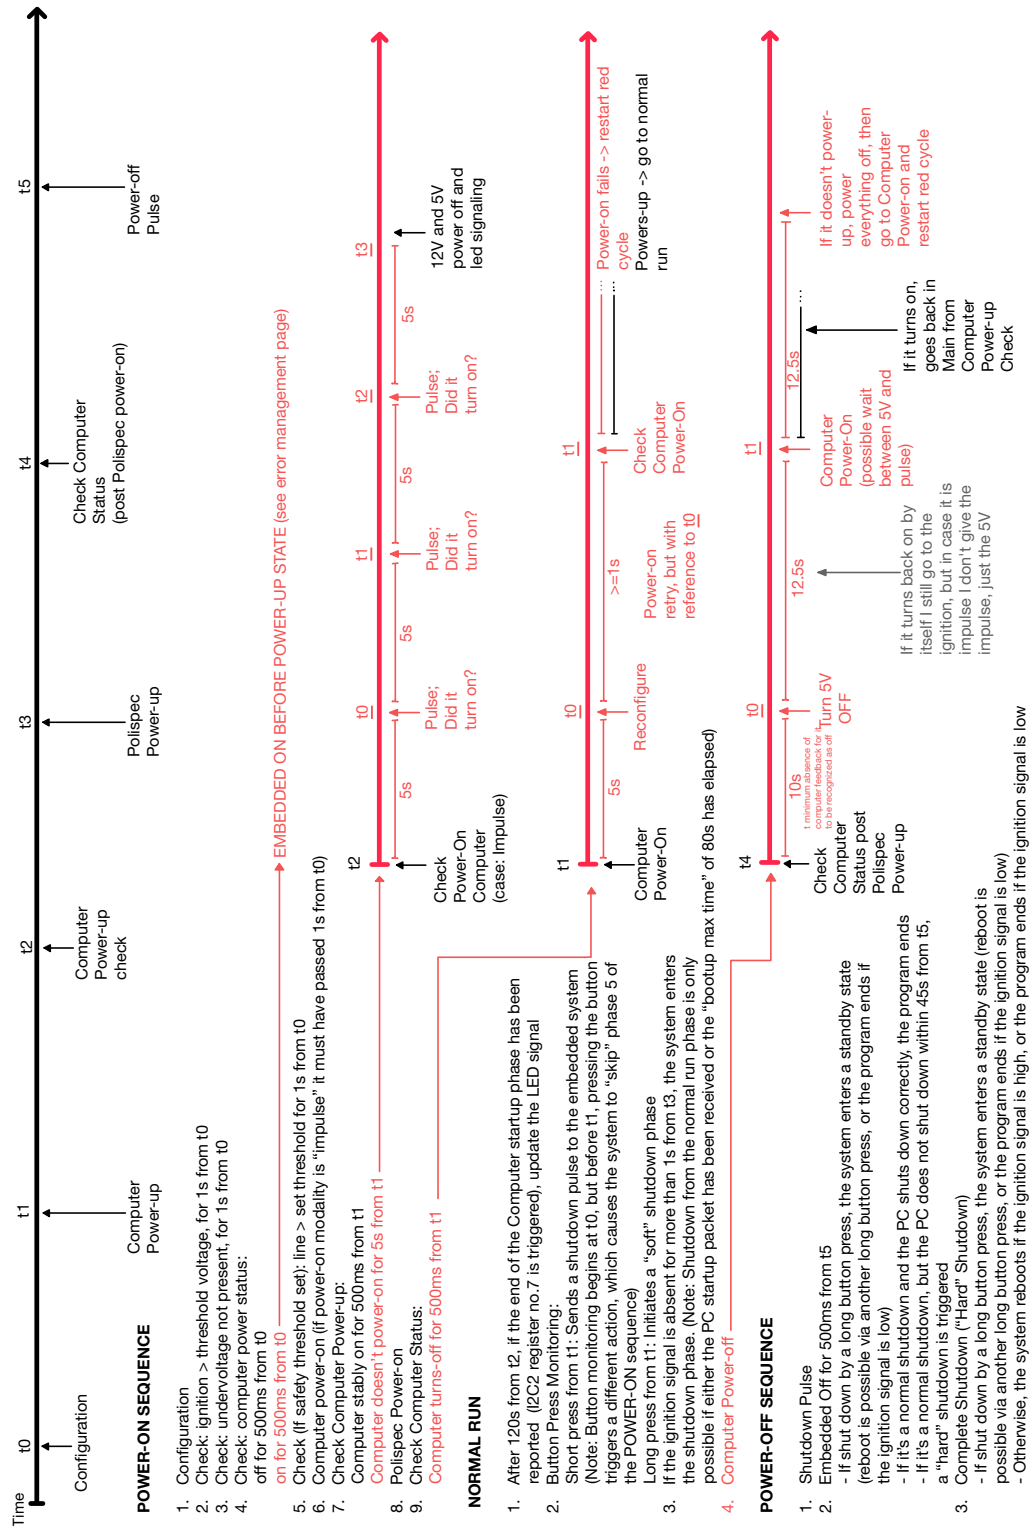 Time
t0
t1
t2
t3
t4
t5
Configuration
Computer
Power-up
Computer
Power-up
check
Polispec
Power-up
Check Computer
Status
(post Polispec power-on)
Power-off
Pulse
POWER-ON SEQUENCE
1. Configuration
2. Check: ignition > threshold voltage, for 1s from t0
3. Check: undervoltage not present, for 1s from t0
4. Check: computer power status:
off for 500ms from t0
on for 500ms from t0
EMBEDDED ON BEFORE POWER-UP STATE (see error management page)
5. Check (If safety threshold set): line > set threshold for 1s from t0
6. Computer power-on (if power-on modality is “impulse” it must have passed 1s from t0)
7. Check Computer Power-up:
Computer stably on for 500ms from t1
Computer doesn't power-on for 5s from t1
8. Polispec Power-on
9. Check Computer Status:
Computer turns-off for 500ms from t1
t2
Check
Power-On
Computer
(case: Impulse)
5s
t0
Pulse;
Did it
turn on?
5s
t1
Pulse;
Did it
turn on?
5s
t2
Pulse;
Did it
turn on?
5s
t3
12V and 5V
power off and
led signaling
NORMAL RUN
1. After 120s from t2, if the end of the Computer startup phase has been
reported (I2C2 register no.7 is triggered), update the LED signal
2. Button Press Monitoring:
Short press from t1: Sends a shutdown pulse to the embedded system
(Note: Button monitoring begins at t0, but before t1, pressing the button
triggers a different action, which causes the system to “skip” phase 5 of
the POWER-ON sequence)
Long press from t1: Initiates a “soft” shutdown phase
3. If the ignition signal is absent for more than 1s from t3, the system enters
the shutdown phase. (Note: Shutdown from the normal run phase is only
possible if either the PC startup packet has been received or the “bootup max time” of 80s has elapsed)
4. Computer Power-off
t1
Computer
Power-On
5s
t0
Reconfigure
>=1s
Power-on
retry, but with
reference to t0
t1
Check
Computer
Power-On
...
...
Power-on fails -> restart red
cycle
Powers-up -> go to normal
run
POWER-OFF SEQUENCE
1. Shutdown Pulse
2. Embedded Off for 500ms from t5
- If shut down by a long button press, the system enters a standby state
(reboot is possible via another long button press, or the program ends if
the ignition signal is low)
- If it's a normal shutdown and the PC shuts down correctly, the program ends
- If it's a normal shutdown, but the PC does not shut down within 45s from t5,
a “hard” shutdown is triggered
3. Complete Shutdown (“Hard” Shutdown)
- If shut down by a long button press, the system enters a standby state (reboot is
possible via another long button press, or the program ends if the ignition signal is low)
- Otherwise, the system reboots if the ignition signal is high, or the program ends if the ignition signal is low
t4
Check
Computer
Status post
Polispec
Power-up
10s
t minimum absence of
computer feedback for it
to be recognized as off
t0
Turn 5V
OFF
12.5s
If it turns back on by
itself I still go to the
ignition, but in case it is
impulse I don't give the
impulse, just the 5V
t1
Computer
Power-On
(possible wait
between 5V and
pulse)
12.5s
...
If it turns on,
goes back in
Main from
Computer
Power-up
Check
If it doesn't power-
up, power
everything off, then
go to Computer
Power-on and
restart red cycle